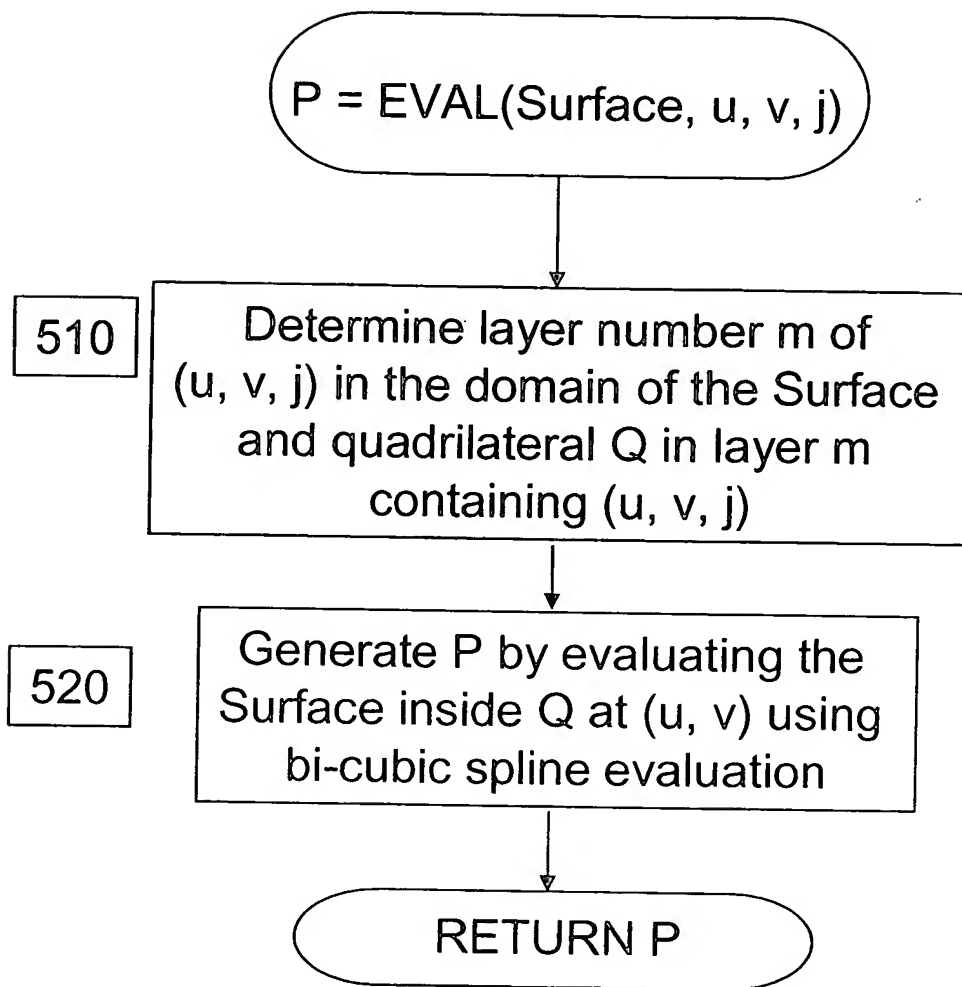 P = EVAL(Surface, u, v, j)
510
Determine layer number m of
(u, v, j) in the domain of the Surface
and quadrilateral Q in layer m
containing (u, v, j)
520
Generate P by evaluating the
Surface inside Q at (u, v) using
bi-cubic spline evaluation
RETURN P